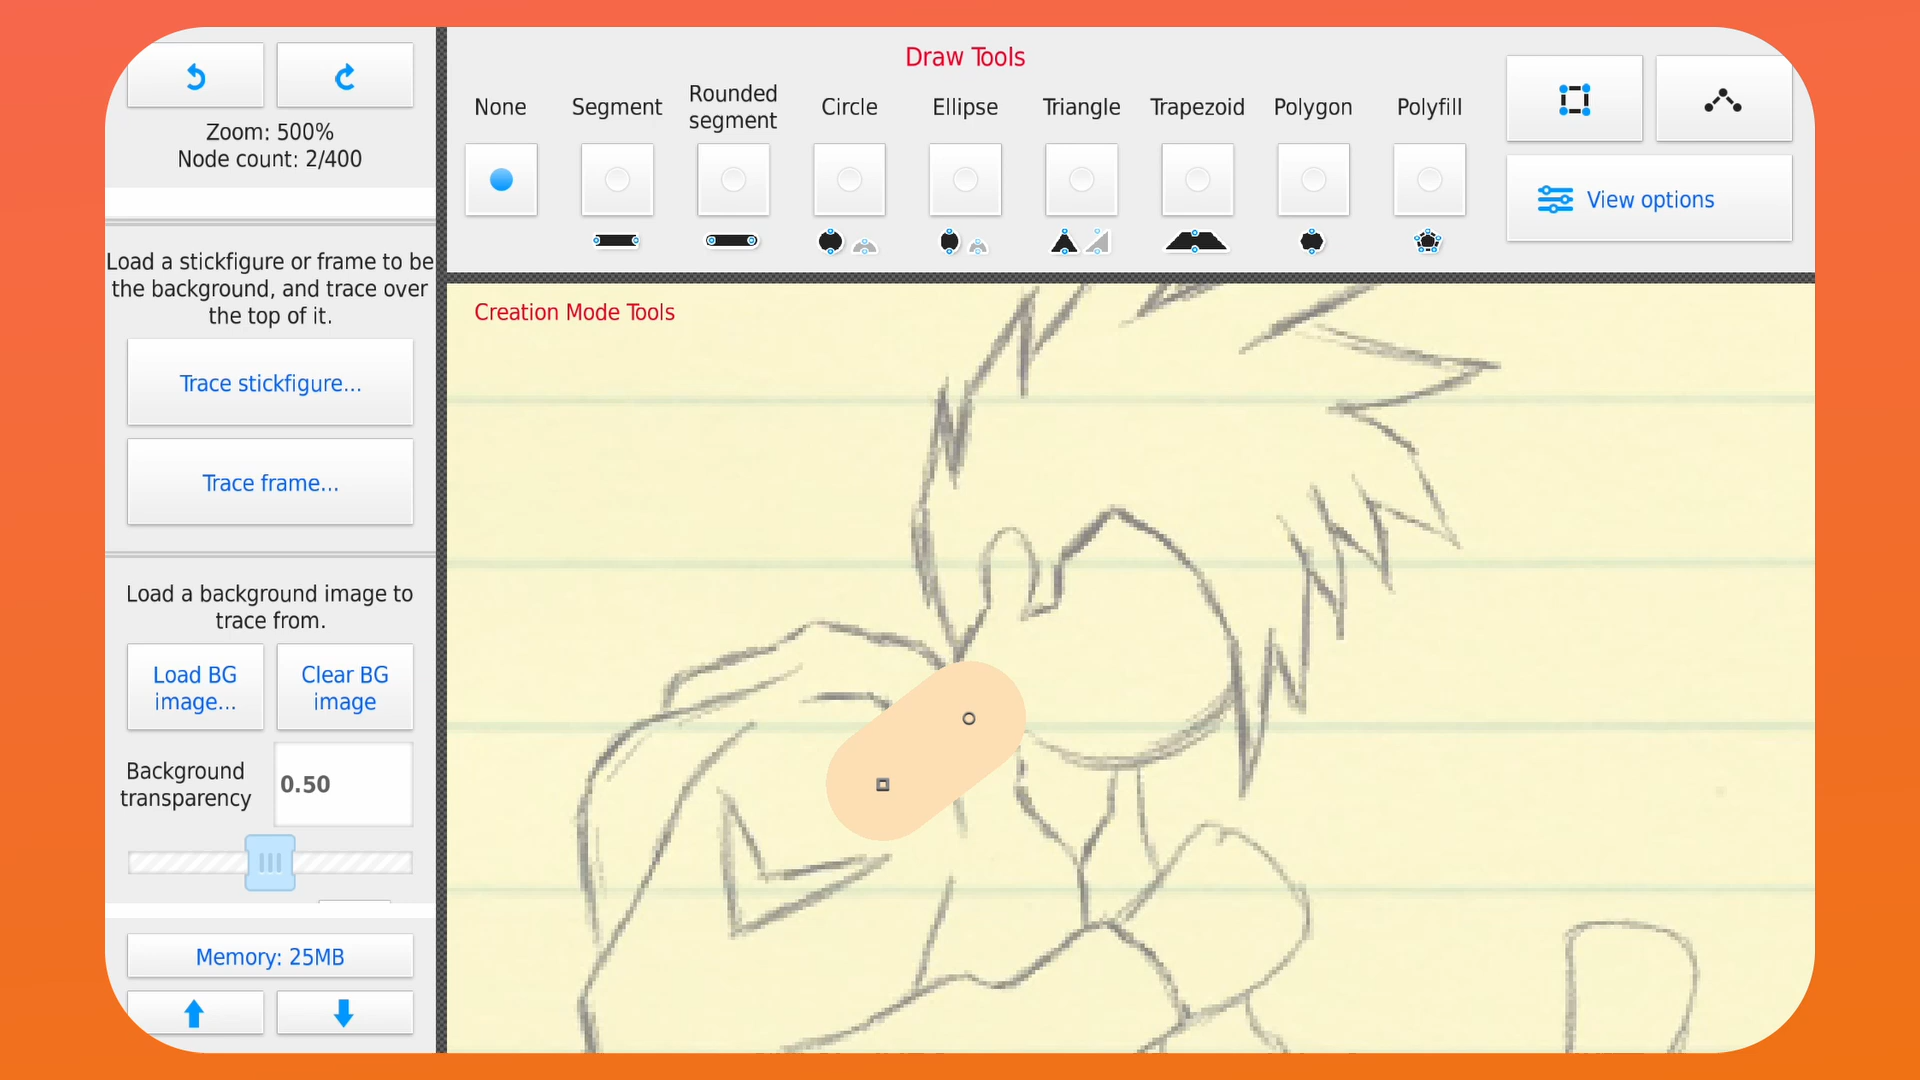 Draw Tools
None
Segment
Rounded
segment
Circle
Ellipse
Triangle
Trapezoid
Polygon
Polyfill
View options
Zoom: 500%
Node count: 2/400
Load a stickfigure or frame to be
the background, and trace over
the top of it.
Trace stickfigure...
Trace frame...
Load a background image to
trace from.
Load BG
image...
Clear BG
image
Background
transparency
0.50
Memory: 25MB
Creation Mode Tools